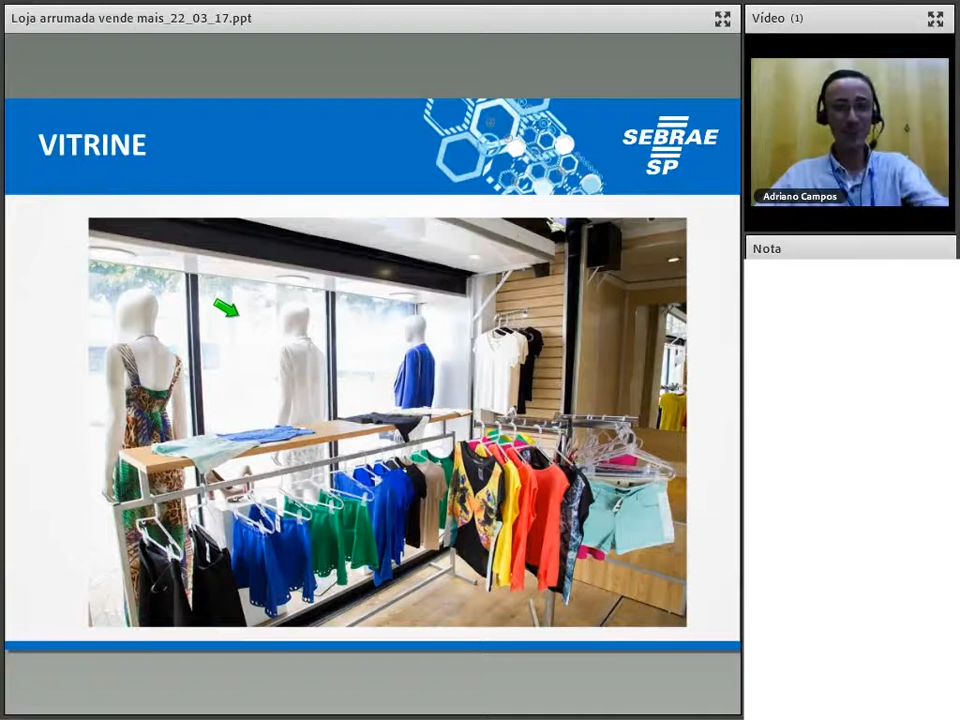 Loja arrumada vende mais_22_03_17.ppt
Vídeo (1)
VITRINE
SEBRAE
SP
Adriano Campos
Nota